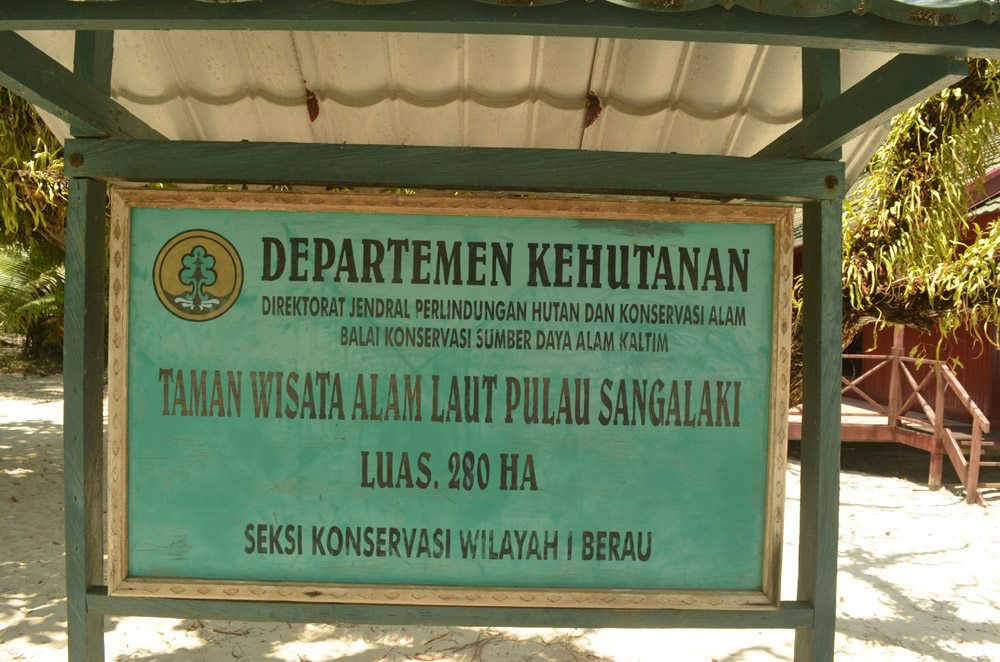 DEPARTEMEN KEHUTANAN
DIREKTORAT JENDRAL PERLINDUNGAN HUTAN DAN KONSERVASI ALAM
BALAI KONSERVASI SUMBER DAYA ALAM KALTIM
TAMAN WISATA ALAM LAUT PULAU SANGALAKI
LUAS. 280 HA
SEKSI KONSERVASI WILAYAH I BERAU